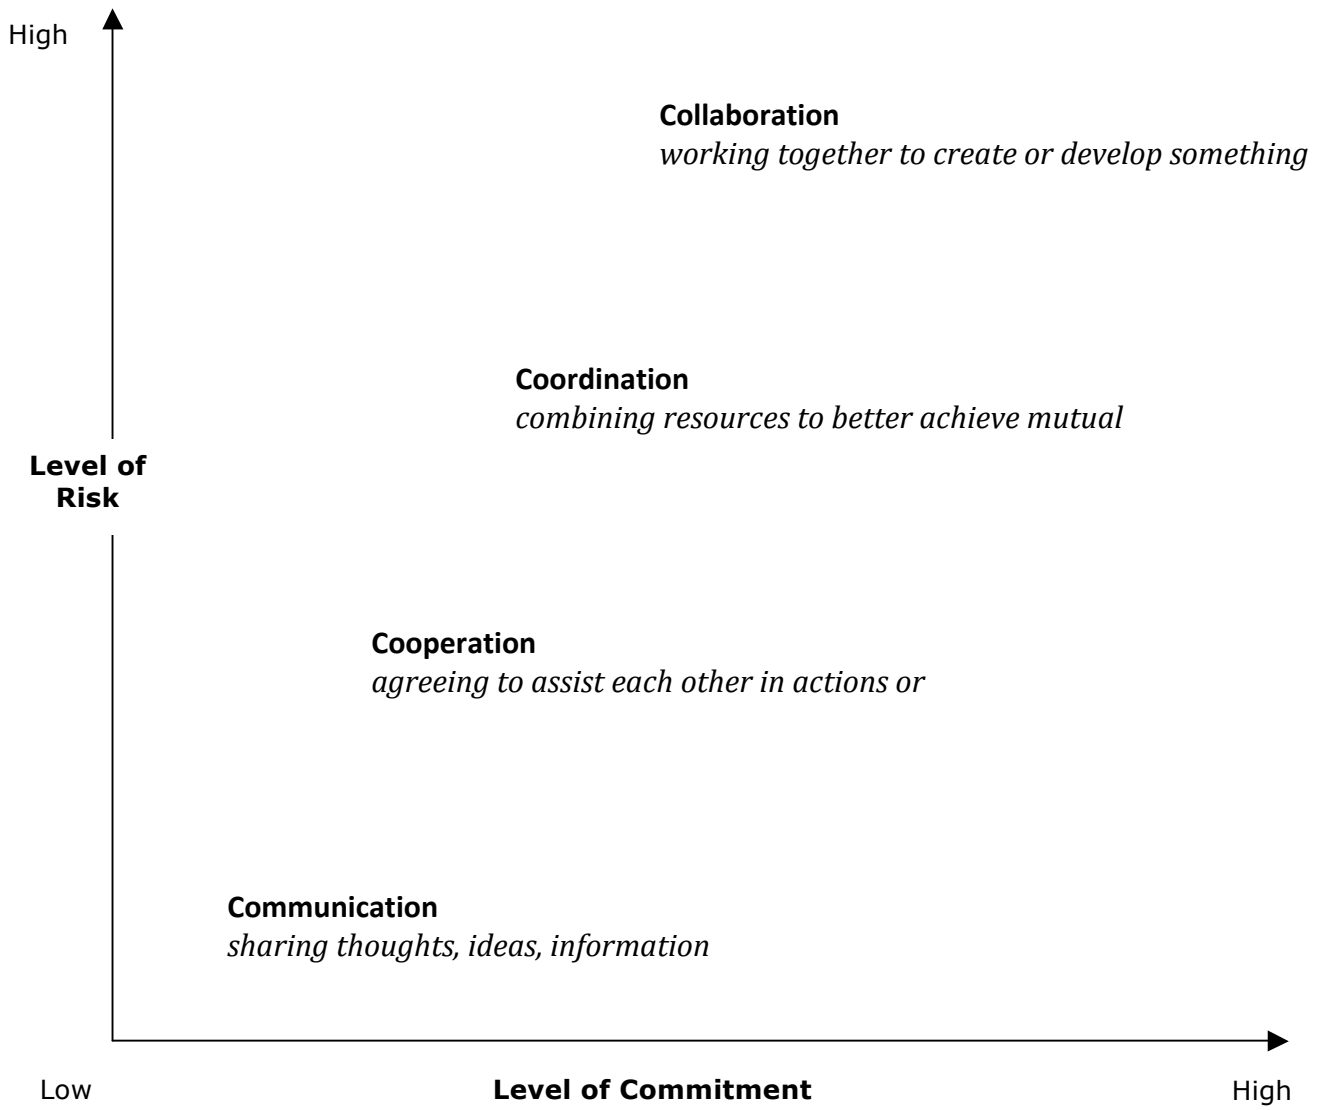 High
Collaboration
working together to create or develop something
Coordination
combining resources to better achieve mutual
Level of
Risk
Cooperation
agreeing to assist each other in actions or
Communication
sharing thoughts, ideas, information
Low
Level of Commitment
High